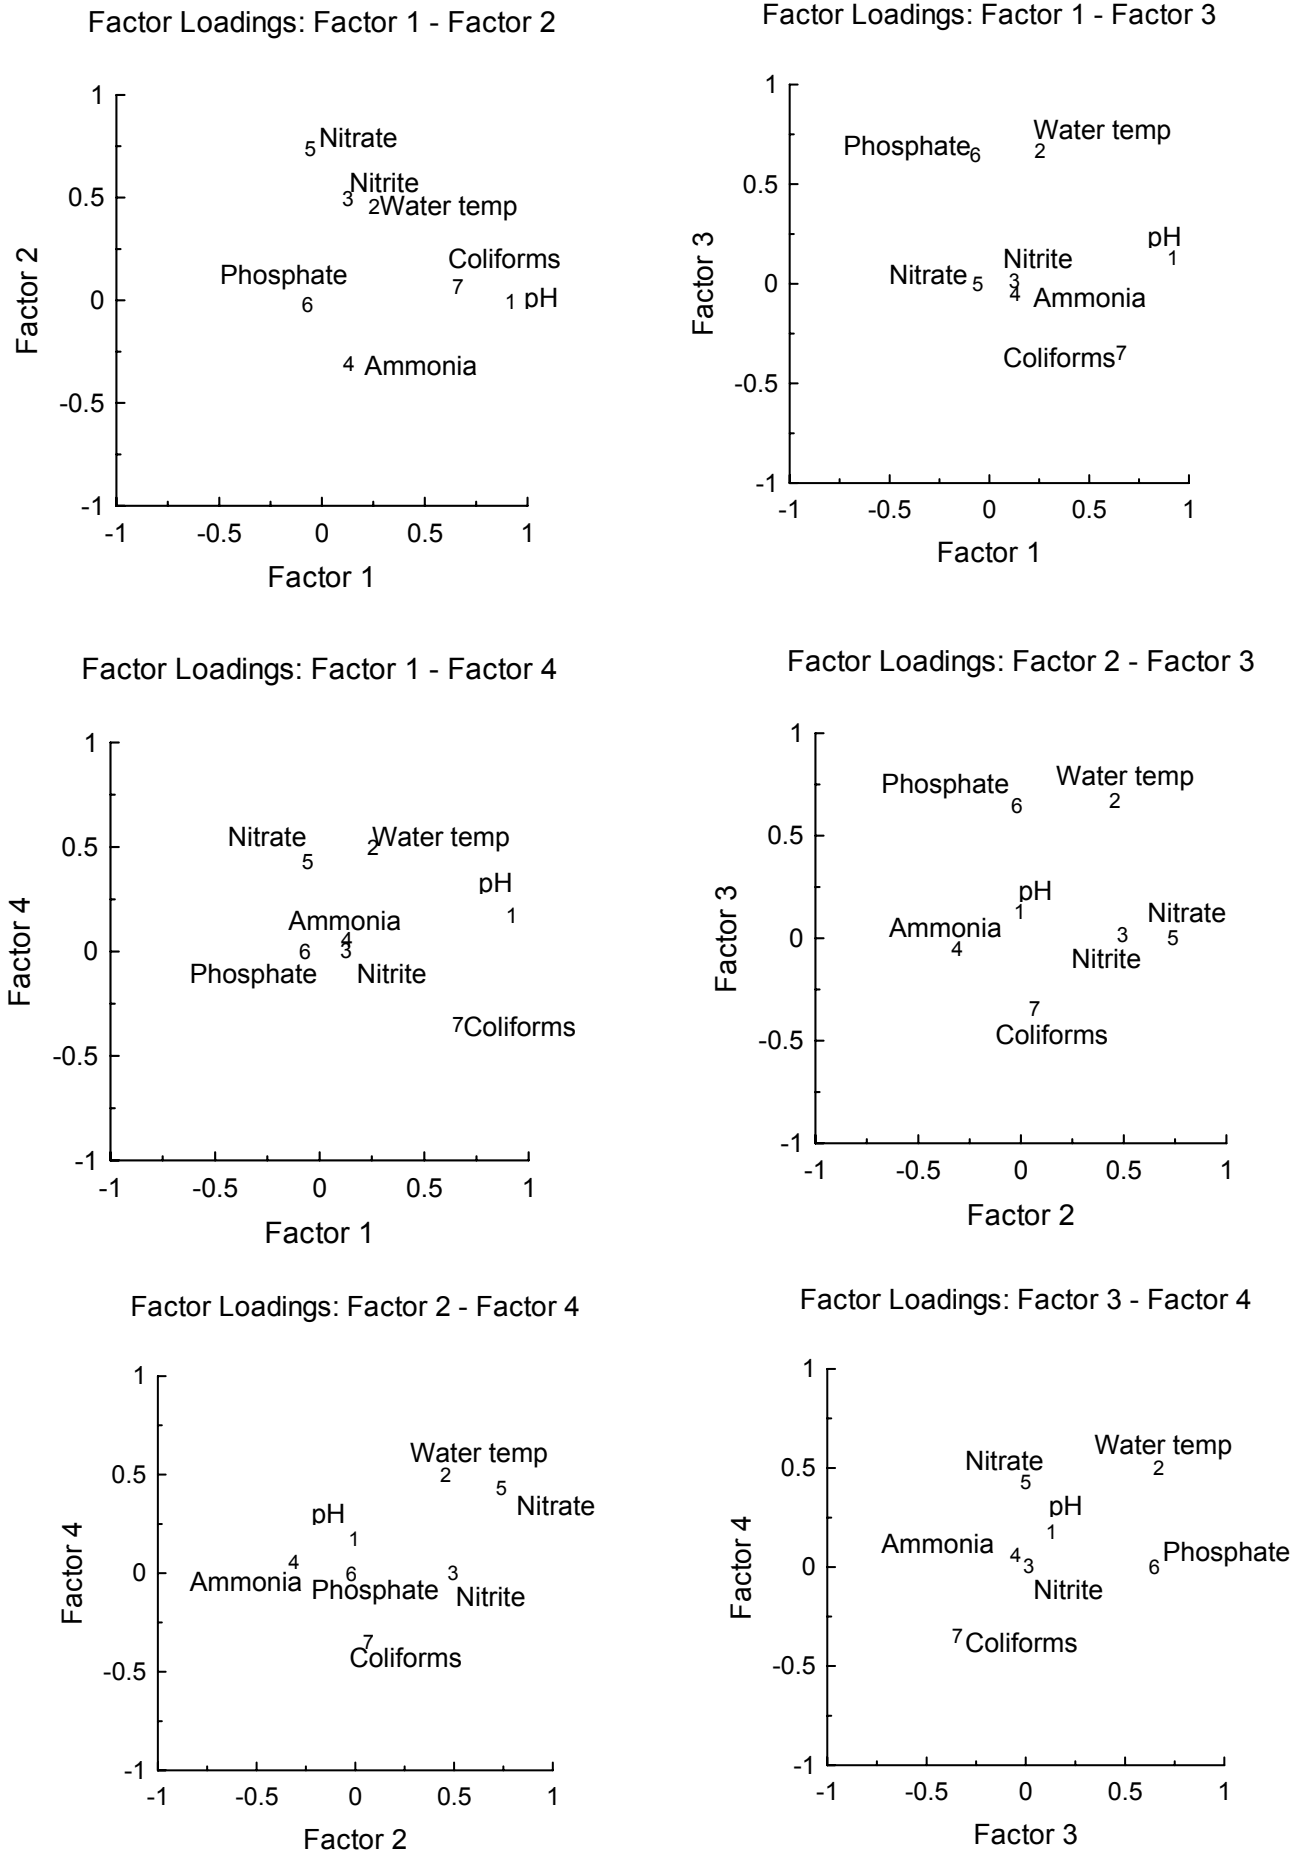 Factor Loadings: Factor 1 - Factor 2
1
5 Nitrate
Nitrite
0.5
3
2 Water temp
Coliforms
Phosphate
7
0
6
1 pH
4 Ammonia
-0.5
-1
-1 -0.5 0 0.5 1
Factor 2
Factor 1
Factor Loadings: Factor 1 - Factor 3
1
Water temp
Phosphate 6
2
0.5
pH
Nitrite
1
Nitrate 5
3
0
4 Ammonia
Coliforms 7
-0.5
-1
-1 -0.5 0 0.5 1
Factor 3
Factor 1
Factor Loadings: Factor 1 - Factor 4
1
Nitrate
2 Water temp
0.5
5
pH
1
Ammonia
4
0
6
3
Phosphate
Nitrite
7 Coliforms
-0.5
-1
-1 -0.5 0 0.5 1
Factor 4
Factor 1
Factor Loadings: Factor 2 - Factor 3
1
Phosphate
Water temp
6
2
0.5
pH
1
Nitrate
Ammonia
3
5
0
4
Nitrite
7
Coliforms
-0.5
-1
-1 -0.5 0 0.5 1
Factor 3
Factor 2
Factor Loadings: Factor 2 - Factor 4
1
Water temp
0.5
2
5
Nitrate
pH
1
4
0
6
3
Ammonia
Phosphate
Nitrite
7
Coliforms
-0.5
-1
-1 -0.5 0 0.5 1
Factor 4
Factor 2
Factor Loadings: Factor 3 - Factor 4
1
Water temp
Nitrate
0.5
2
5
pH
1
Ammonia
4
Phosphate
0
3
6
Nitrite
7 Coliforms
-0.5
-1
-1 -0.5 0 0.5 1
Factor 4
Factor 3